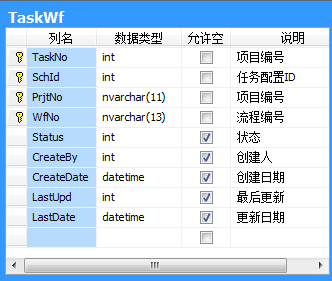 TaskWf
列名 数据类型 允许空 说明
TaskNo int 项目编号
SchId int 任务配置ID
PrjtNo nvarchar(11) 项目编号
WfNo nvarchar(13) 流程编号
Status int 状态
CreateBy int 创建人
CreateDate datetime 创建日期
LastUpd int 最后更新
LastDate datetime 更新日期